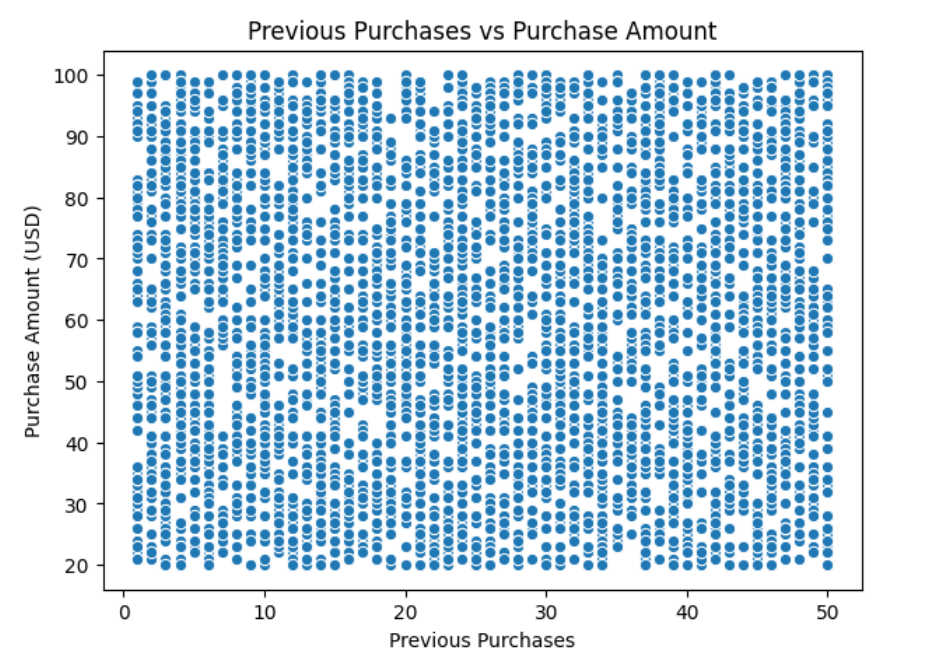 Previous Purchases vs Purchase Amount
100
90
80
70
60
50
40
30
20
Purchase Amount (USD)
0 10 20 30 40 50
Previous Purchases